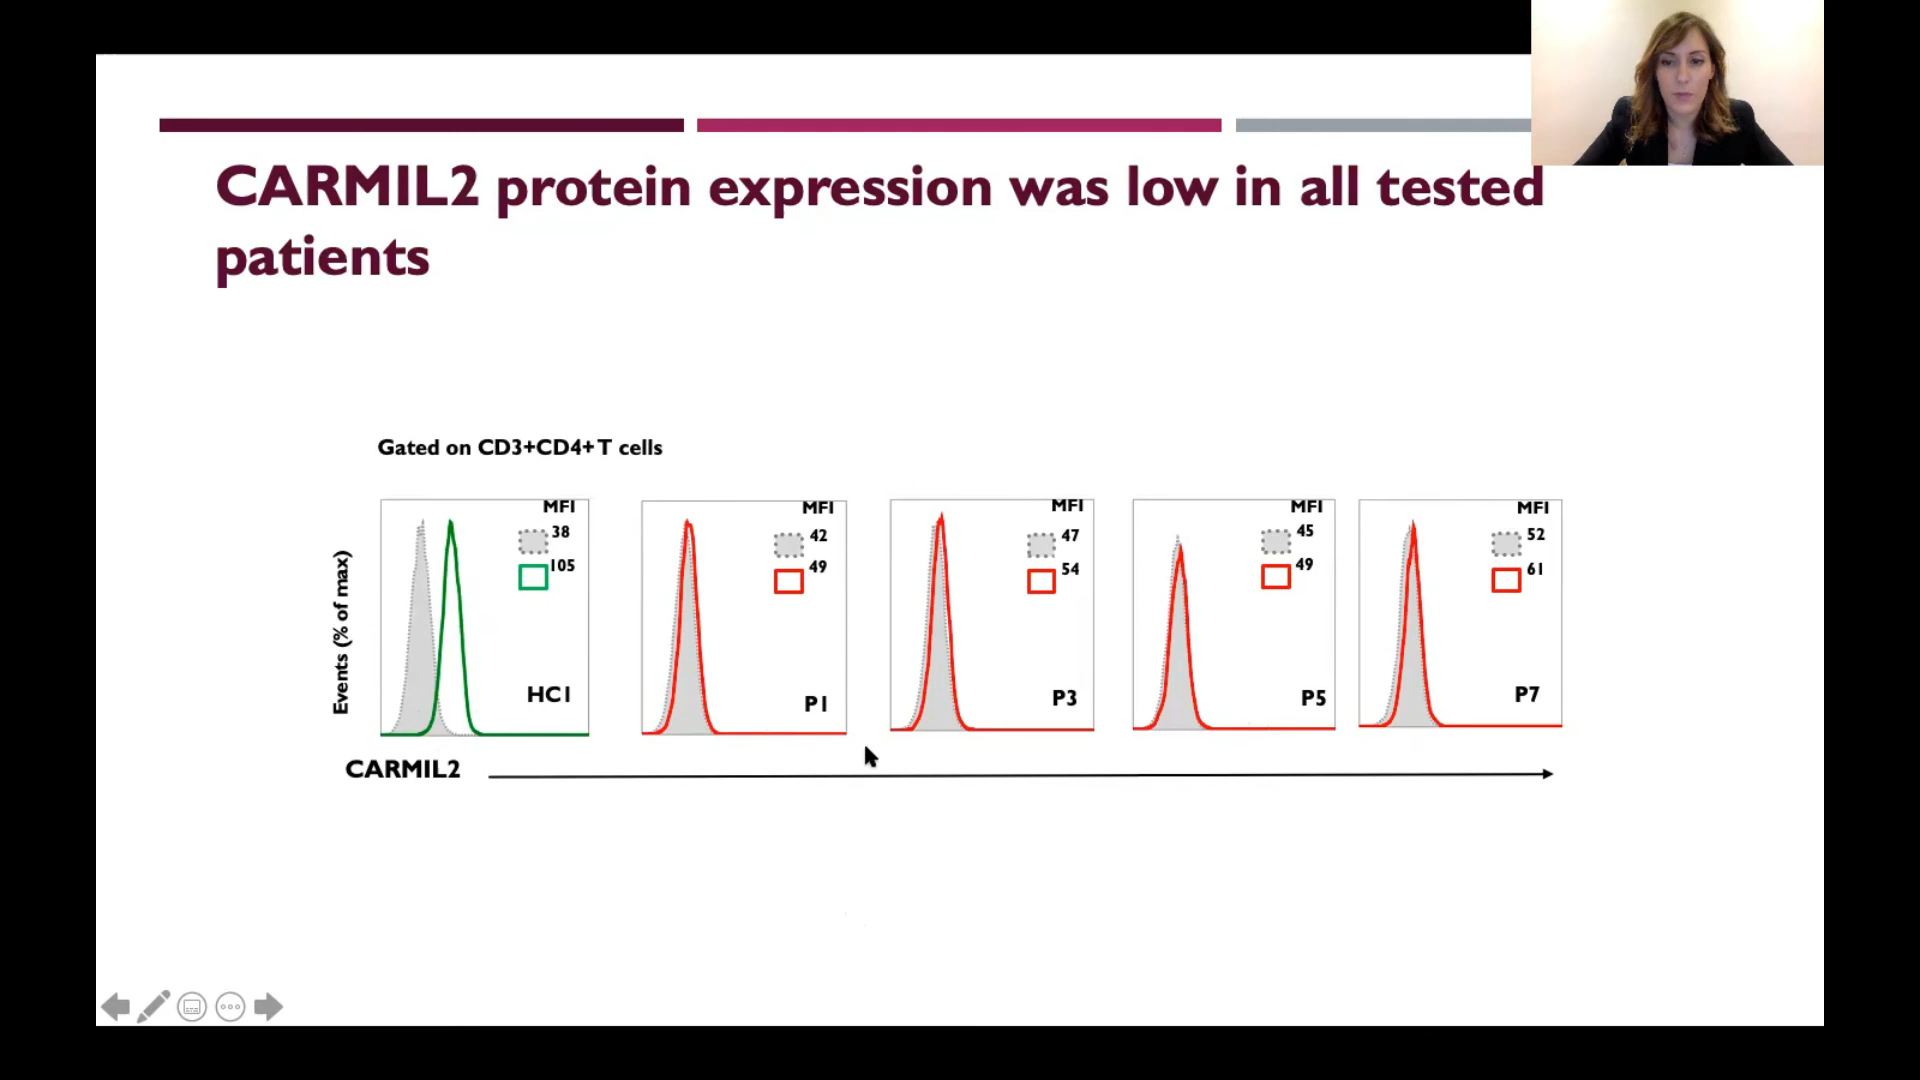 CARMIL2 protein expression was low in all tested
patients
Gated on CD3+CD4+ T cells
Events (% of max)
MFI
38
105
HC1
MFI
42
49
P1
MFI
47
54
P3
MFI
45
49
P5
MFI
52
61
P7
CARMIL2